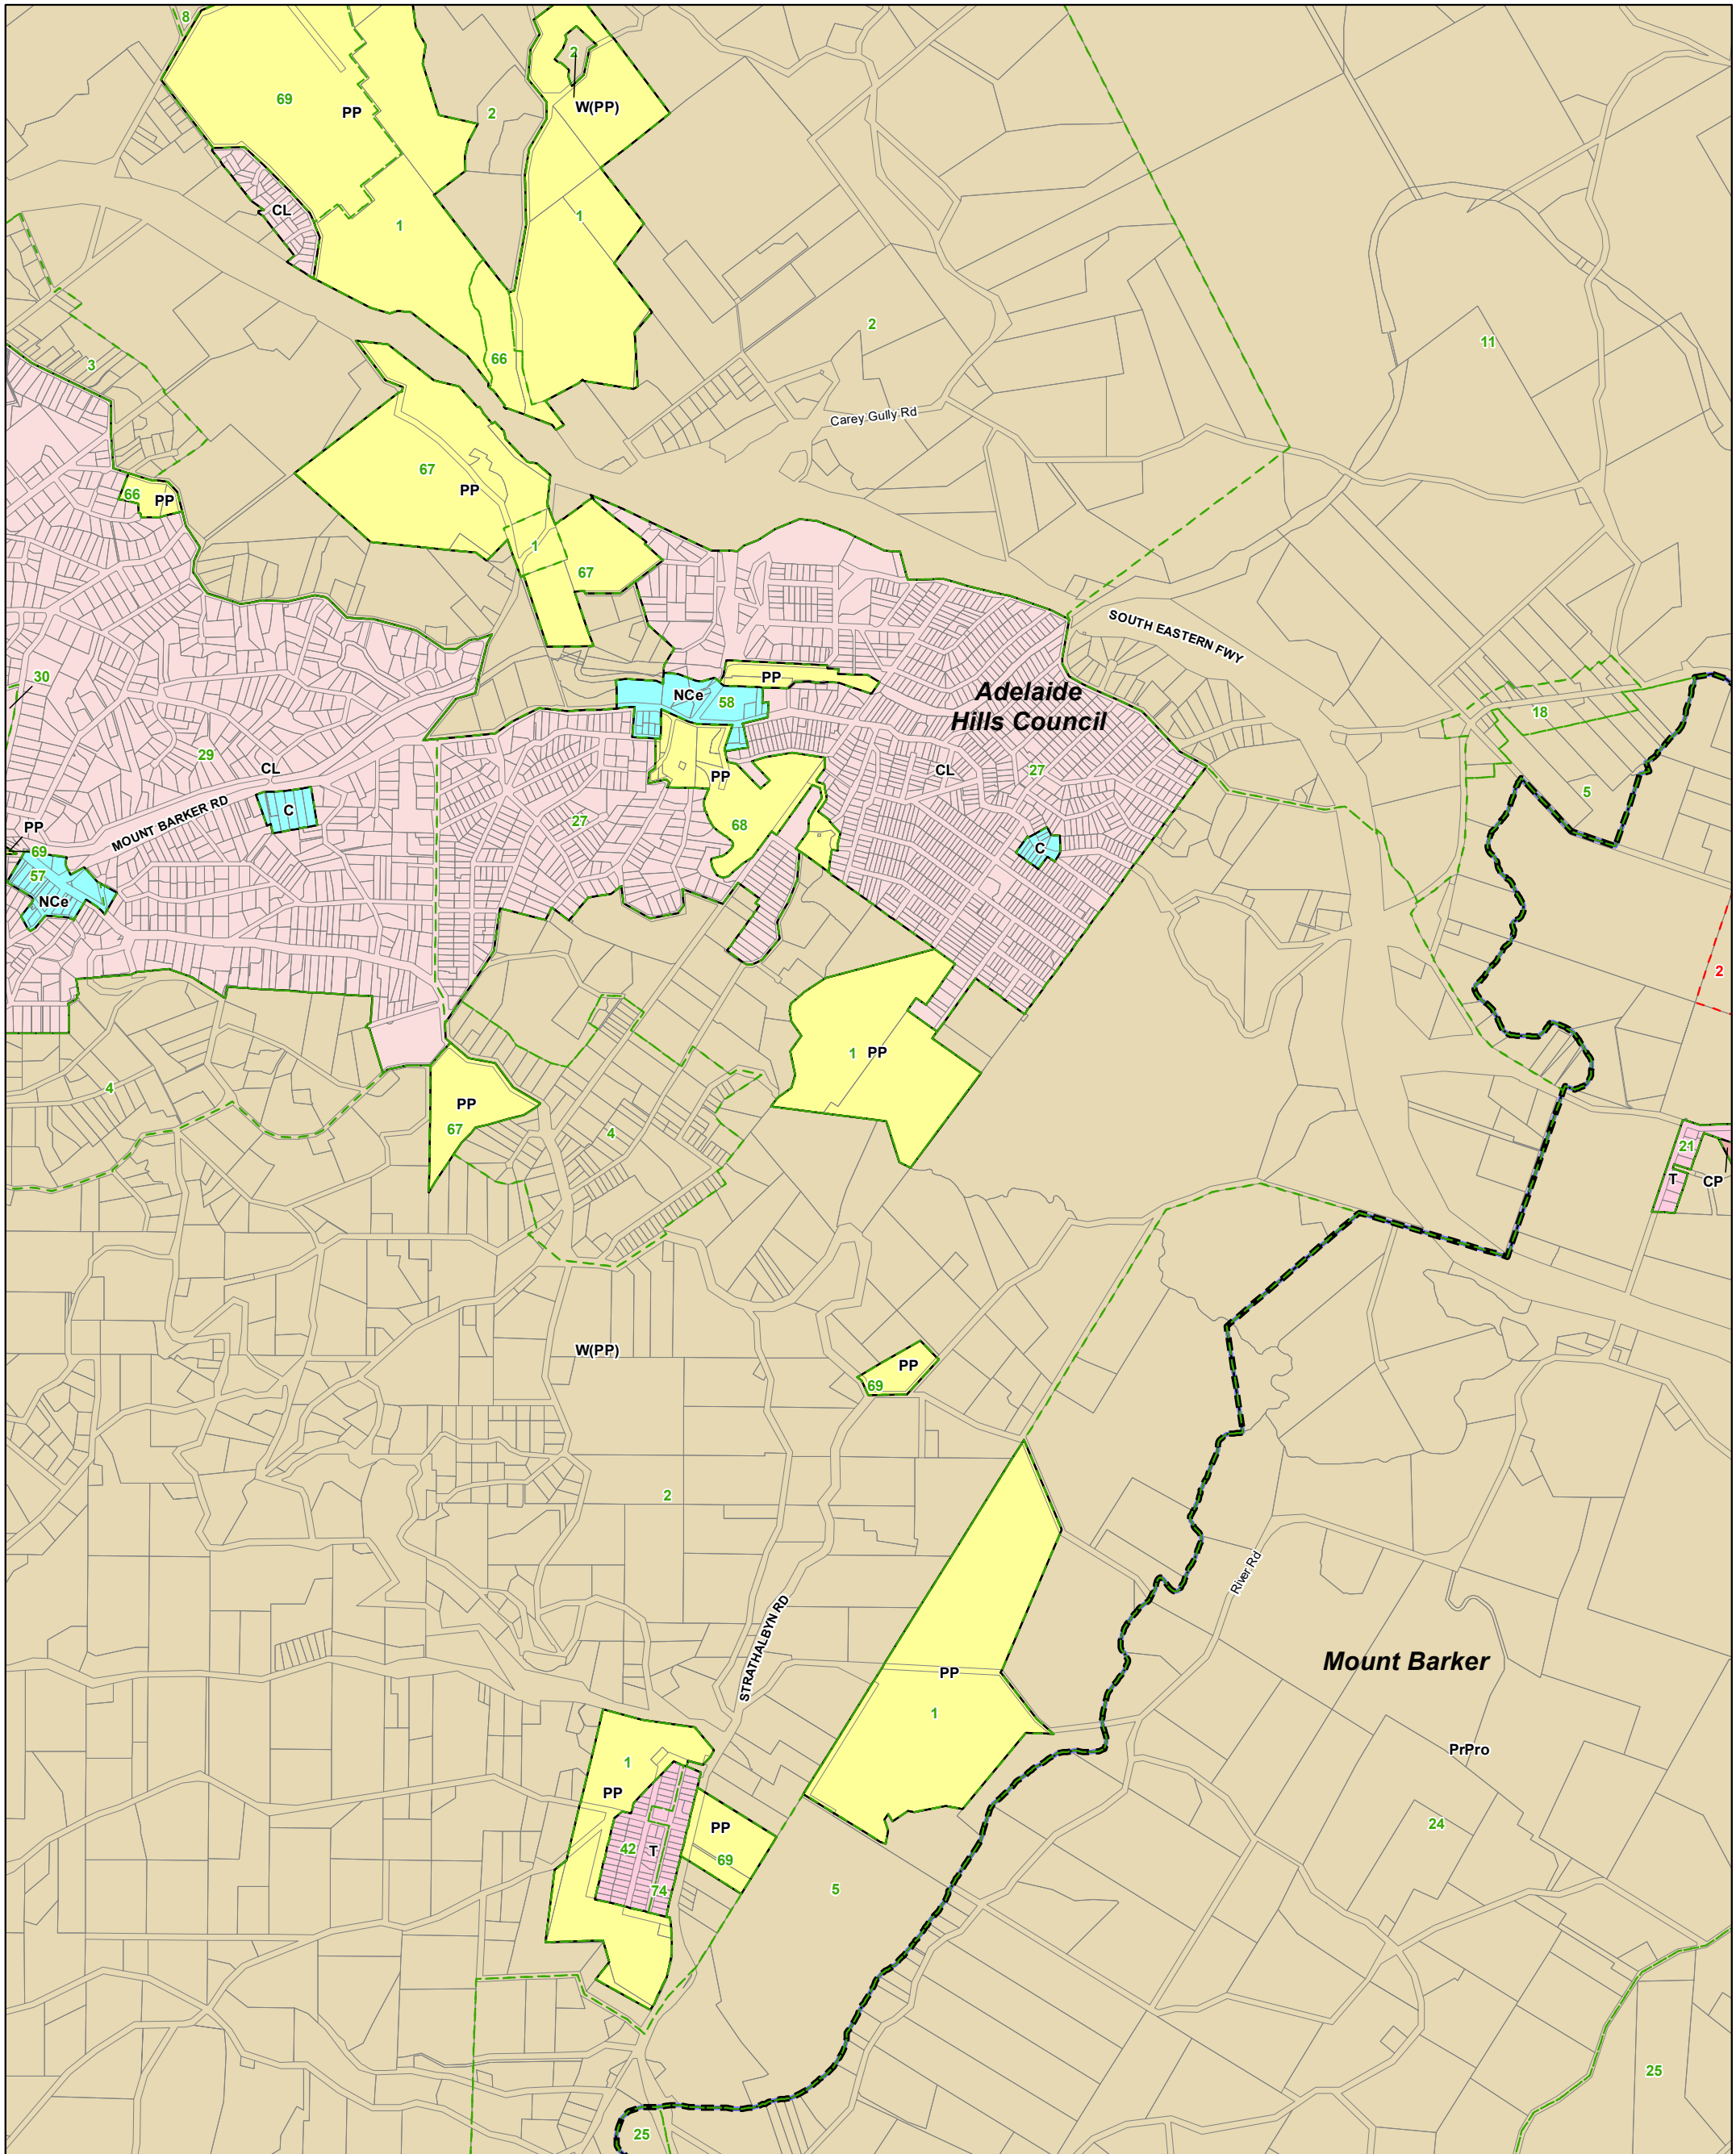 8
2
69
PP
2
W(PP)
CL
1
1
2
3
66
11
Carey Gully Rd
67
66
PP
PP
1
67
SOUTH EASTERN FWY
30
PP
NCe
58
Adelaide
Hills Council
18
29
CL
PP
CL
27
5
MOUNT BARKER RD
C
PP
27
68
C
69
57
NCe
2
1
PP
4
PP
67
4
21
T
CP
W(PP)
PP
69
2
River Rd
STRATHALBYN RD
PP
1
Mount Barker
PrPro
1
PP
PP
42
T
69
74
24
5
25
25